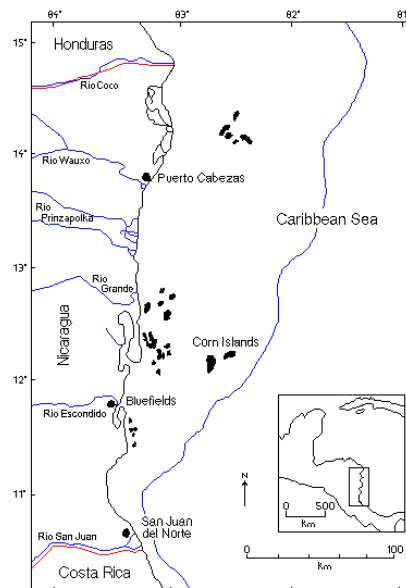 84° 83° 82° 81
15°
Honduras
Rio Coco
14°
Rio Wauxo
Puerto Cabezas
Rio
Prinzapolka
Caribbean Sea
13°
Rio
Grande
Nicaragua
Corn Islands
12°
Bluefields
Rio Escondido
N
0 500
km
11°
San Juan
del Norte
Rio San Juan
0 100
km
Costa Rica